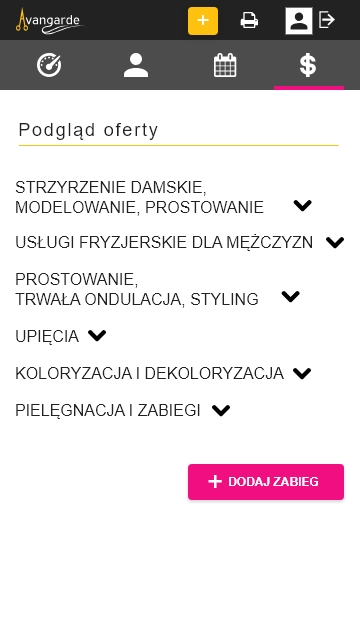 Avangarde
Podgląd oferty
STRZYRZENIE DAMSKIE,
MODELOWANIE, PROSTOWANIE
USŁUGI FRYZJERSKIE DLA MĘŻCZYZN
PROSTOWANIE,
TRWAŁA ONDULACJA, STYLING
UPIĘCIA
KOLORYZACJA I DEKOLORYZACJA
PIELĘGNACJA I ZABIEGI
+ DODAJ ZABIEG